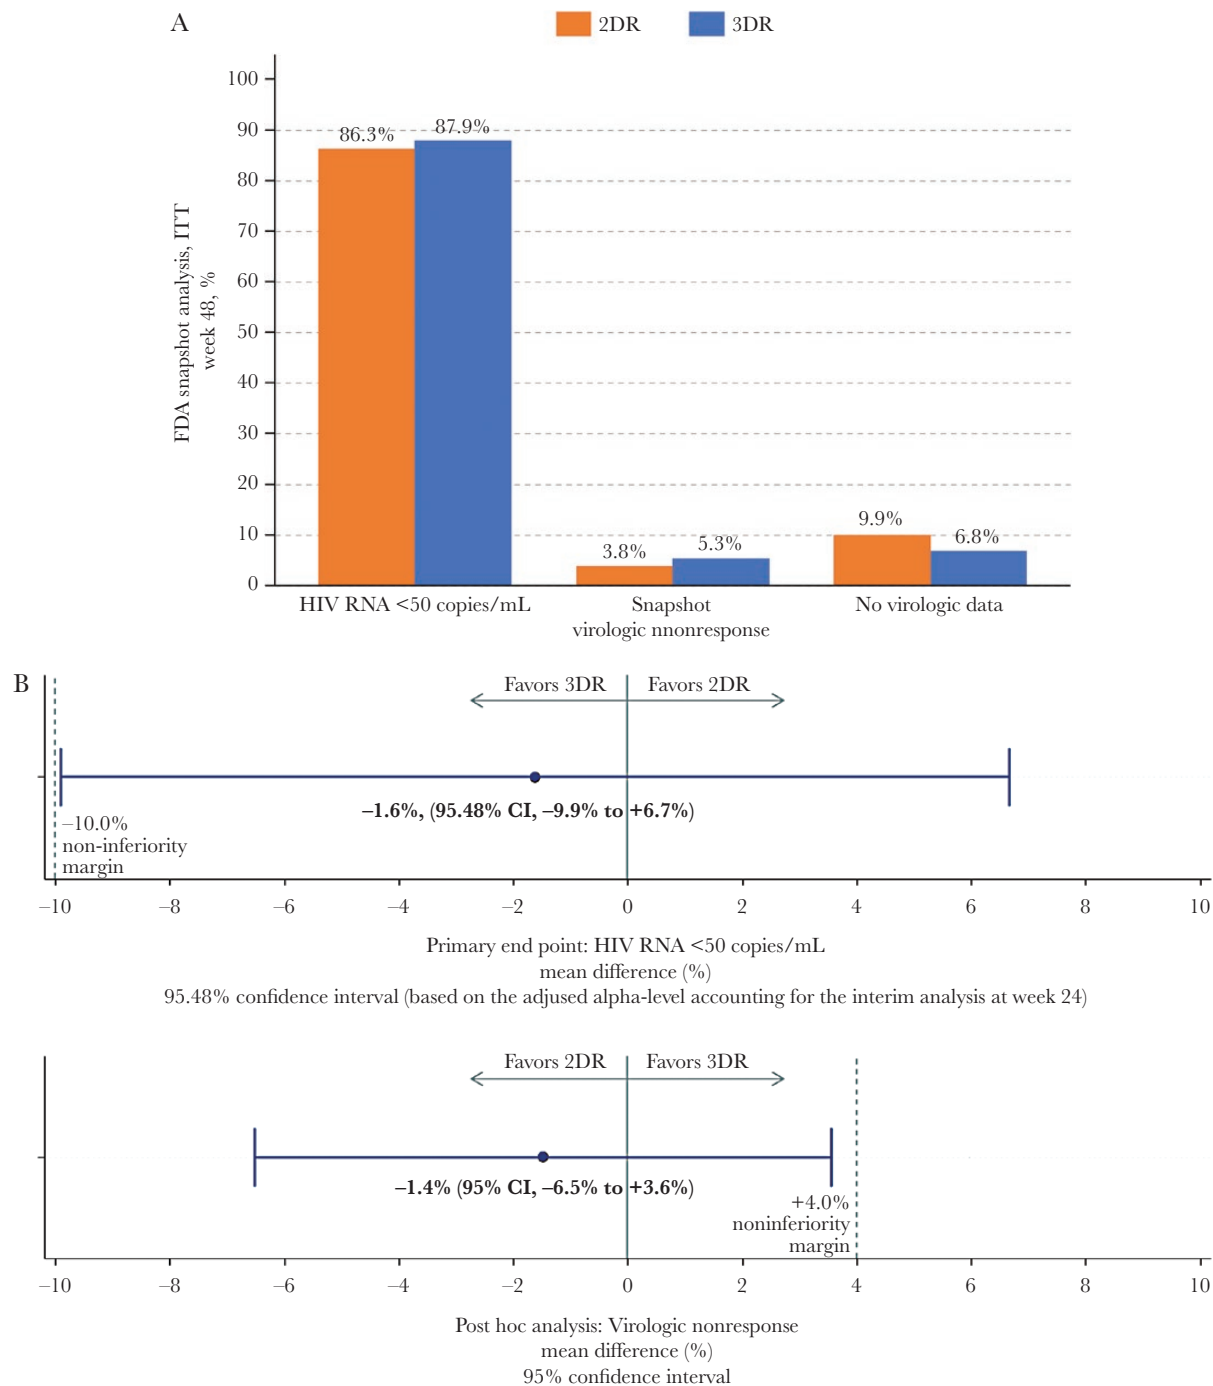 A
2DR 3DR
FDA snapshot analysis, ITT
week 48, %
100
90
80
70
60
50
40
30
20
10
0
86.3% 87.9%
3.8% 5.3%
9.9% 6.8%
HIV RNA <50 copies/mL
Snapshot
virologic nnonresponse
No virologic data
B
Favors 3DR Favors 2DR
–1.6%, (95.48% CI, –9.9% to +6.7%)
–10.0%
non-inferiority
margin
–10 –8 –6 –4 –2 0 2 4 6 8 10
Primary end point: HIV RNA <50 copies/mL
mean difference (%)
95.48% confidence interval (based on the adjused alpha-level accounting for the interim analysis at week 24)
Favors 2DR Favors 3DR
–1.4% (95% CI, –6.5% to +3.6%)
+4.0%
noninferiority
margin
–10 –8 –6 –4 –2 0 2 4 6 8 10
Post hoc analysis: Virologic nonresponse
mean difference (%)
95% confidence interval